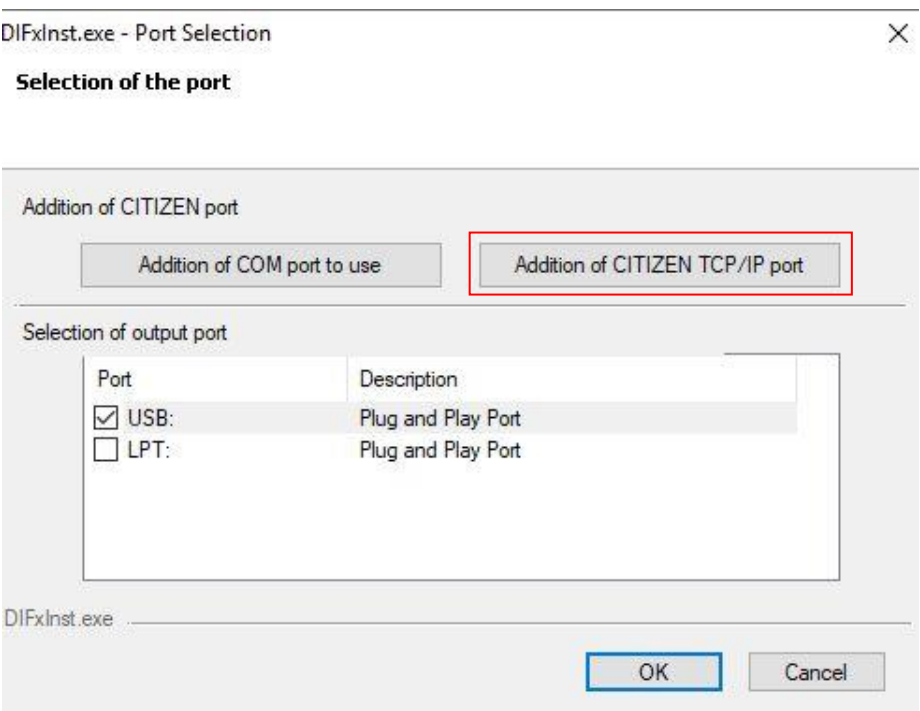 DIFxInst.exe - Port Selection
Selection of the port
Addition of CITIZEN port
Addition of COM port to use
Addition of CITIZEN TCP/IP port
Selection of output port
Port Description
USB: Plug and Play Port
LPT: Plug and Play Port
DIFxInst.exe
OK Cancel